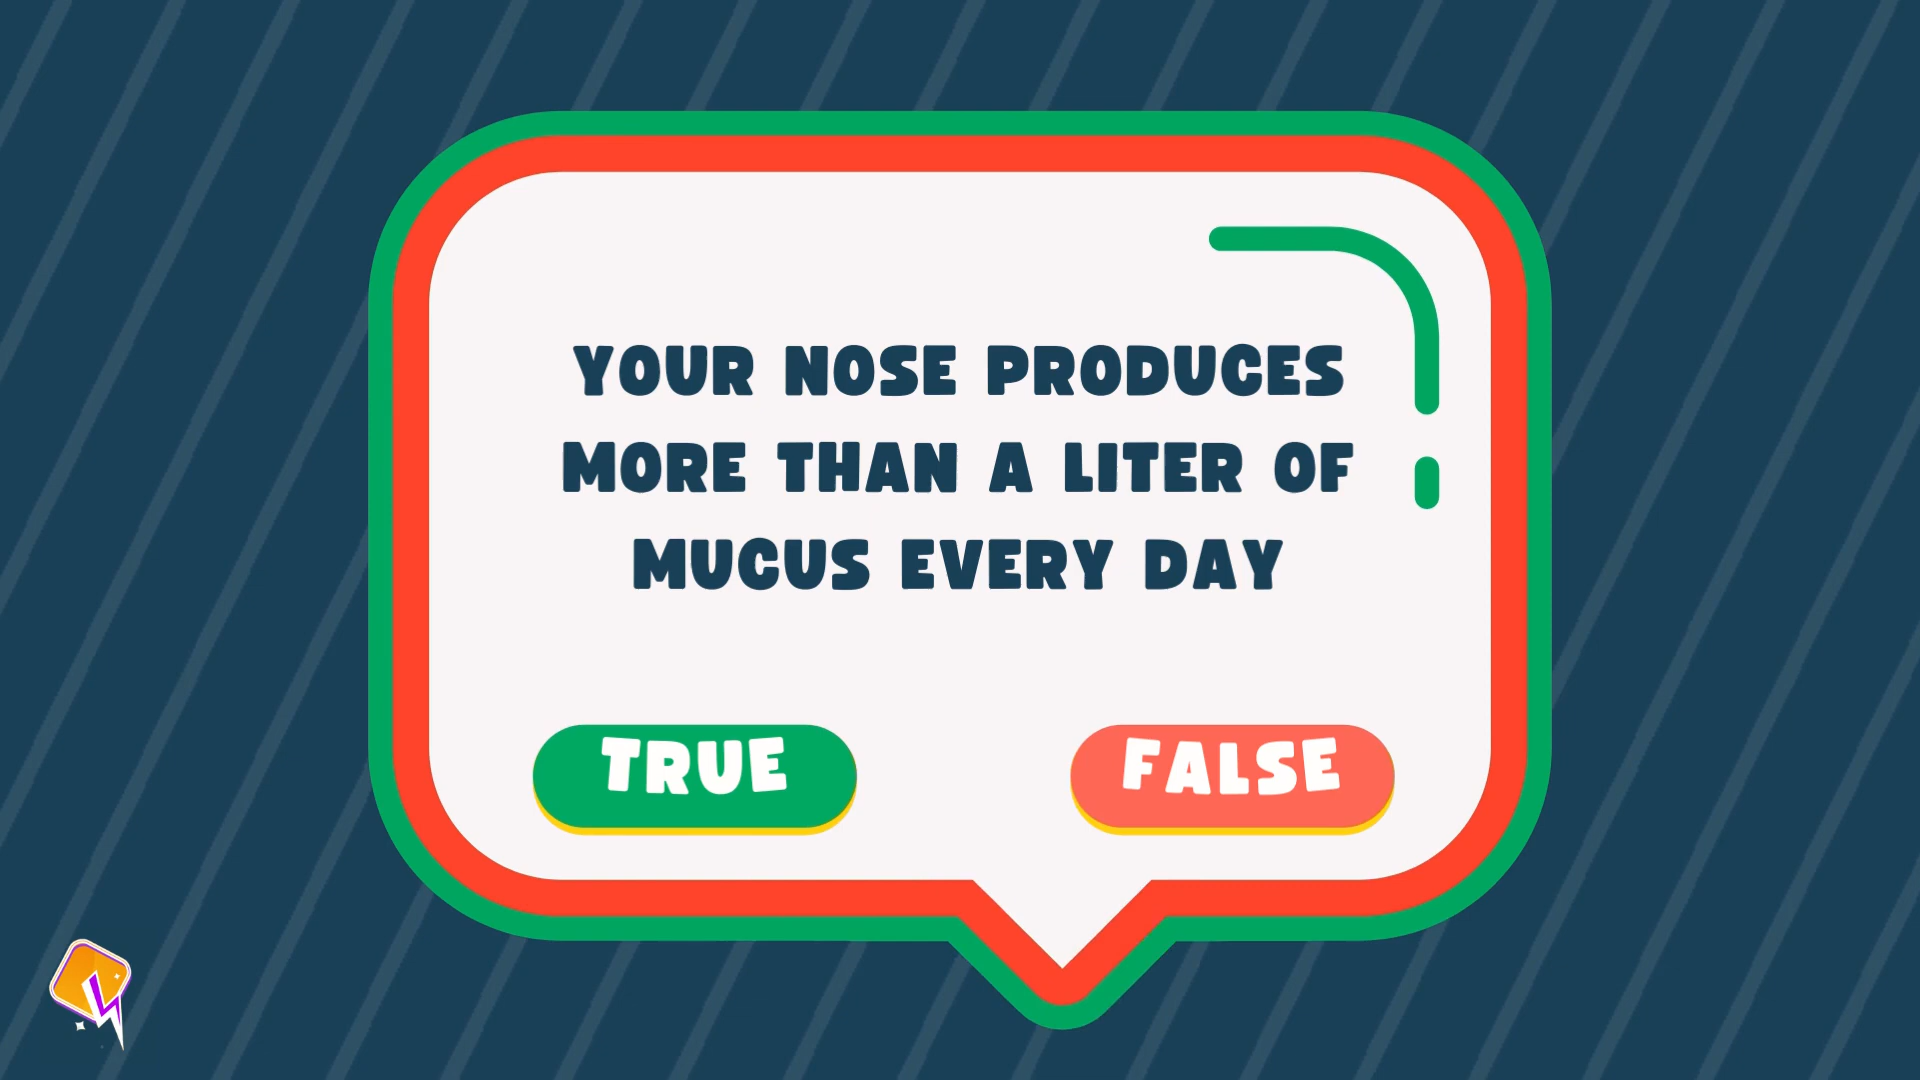 YOUR NOSE PRODUCES
MORE THAN A LITER OF
MUCUS EVERY DAY
TRUE
FALSE